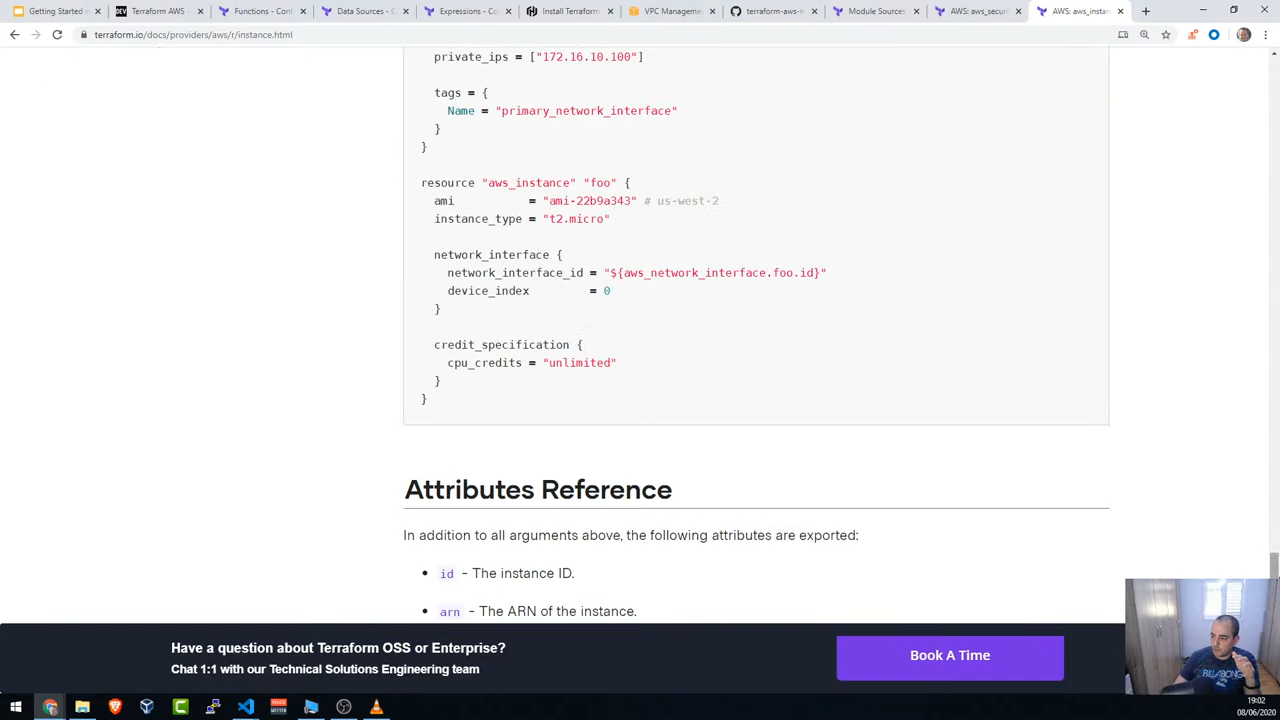 Getting Started v
Terraform AWS
Functions - Conf
Data Sources - C
Expressions - Co
Install Terraform
VPC Manageme
terraform-aws-m
Module Sources
AWS: aws_securi
AWS: aws_instan
terraform.io/docs/providers/aws/r/instance.html
private_ips = ["172.16.10.100"]
tags = {
Name = "primary_network_interface"
}
}
resource "aws_instance" "foo" {
ami = "ami-22b9a343" # us-west-2
instance_type = "t2.micro"
network_interface {
network_interface_id = "${aws_network_interface.foo.id}"
device_index = 0
}
credit_specification {
cpu_credits = "unlimited"
}
}
Attributes Reference
In addition to all arguments above, the following attributes are exported:
• id - The instance ID.
• arn - The ARN of the instance.
Have a question about Terraform OSS or Enterprise?
Chat 1:1 with our Technical Solutions Engineering team
Book A Time
BILLABONG
19:02
08/06/2020